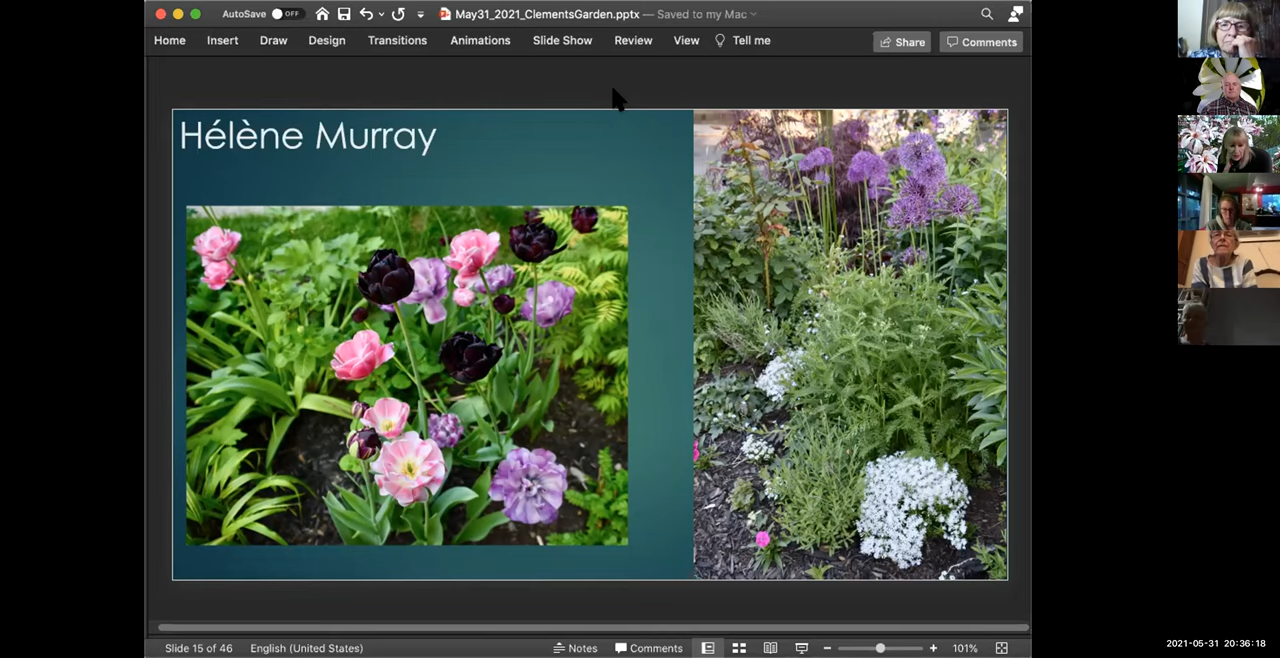 AutoSave OFF May31_2021_ClementsGarden.pptx — Saved to my Mac
Home Insert Draw Design Transitions Animations Slide Show Review View Tell me Share Comments
Hélène Murray
Slide 15 of 46 English (United States) Notes Comments 101%
2021-05-31 20:36:18